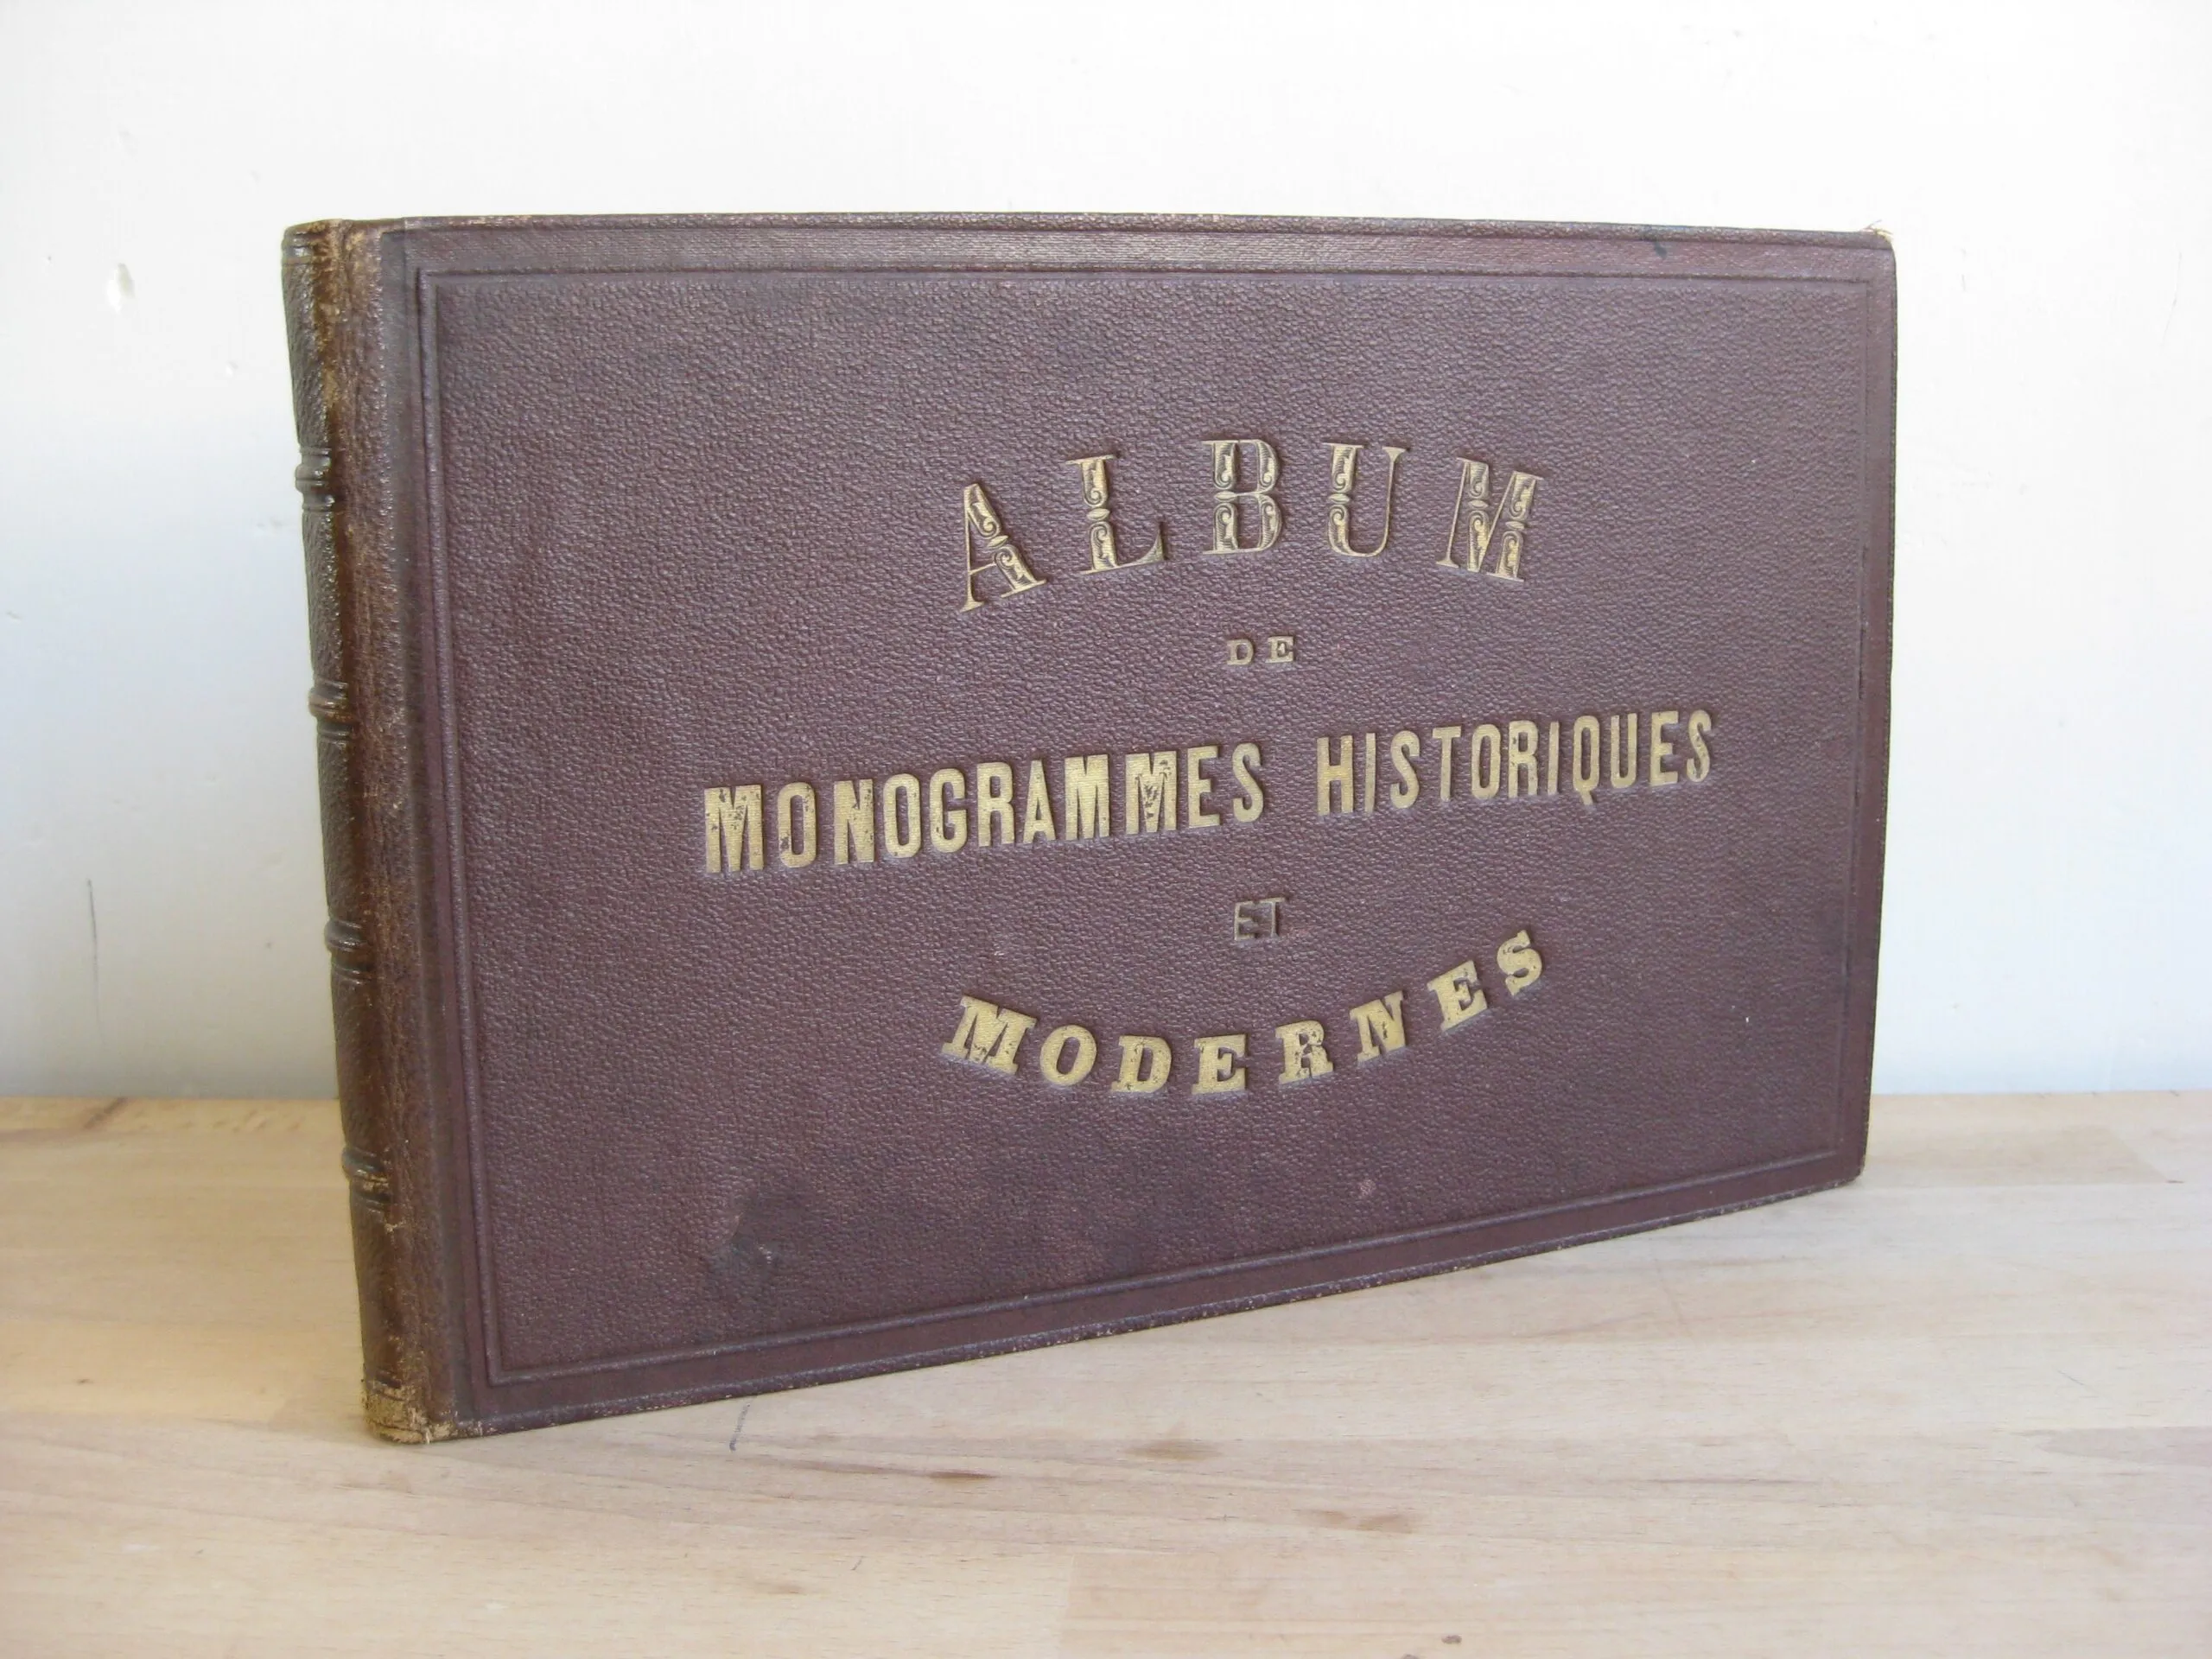 ALBUM
DE
MONOGRAMMES HISTORIQUES
ET
MODERNES